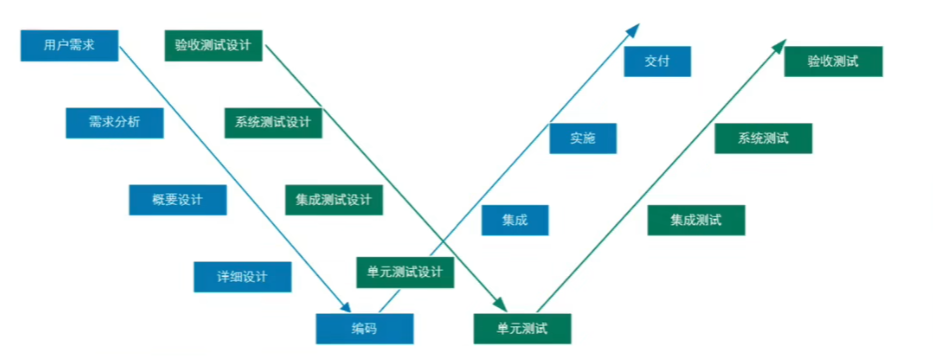 用户需求
验收测试设计
交付
验收测试
需求分析
系统测试设计
实施
系统测试
概要设计
集成测试设计
集成
集成测试
详细设计
单元测试设计
编码
单元测试